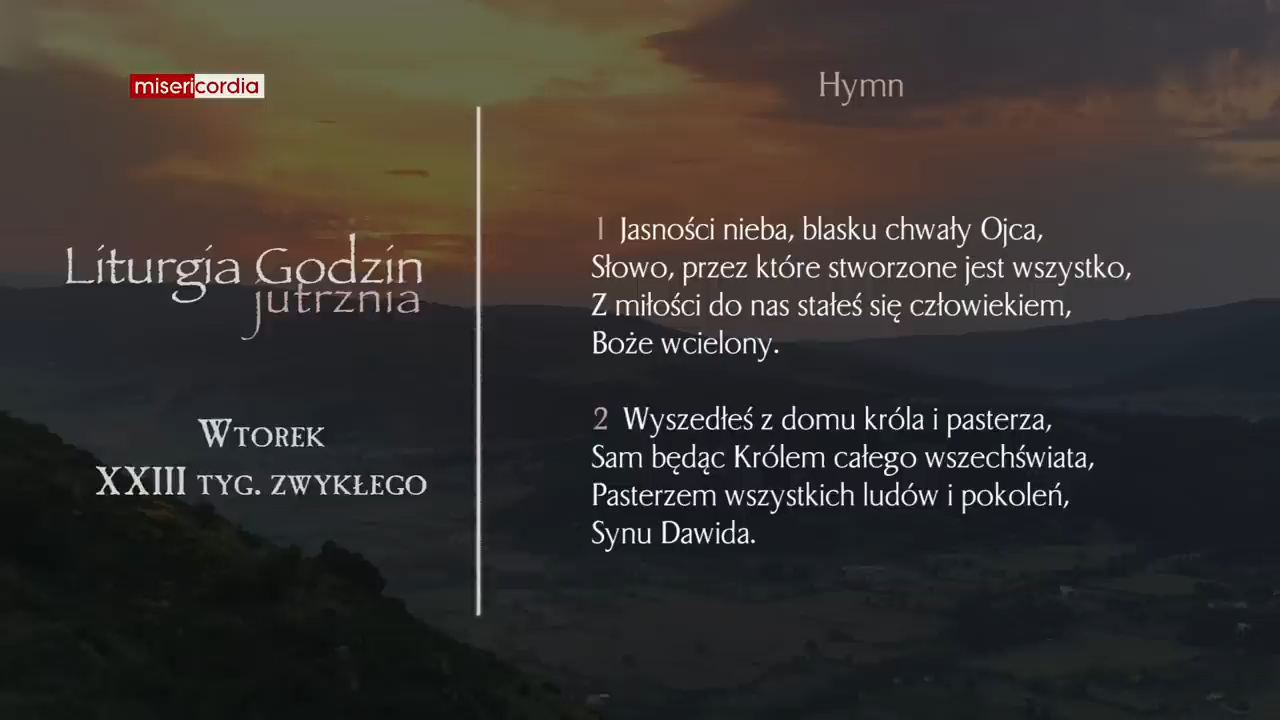 misericordia
Liturgia Godzin
jutrznia
Wtorek
XXIII tyg. zwykłego
Hymn
1 Jasności nieba, blasku chwały Ojca,
Słowo, przez które stworzone jest wszystko,
Z miłości do nas stałeś się człowiekiem,
Boże wcielony.
2 Wyszedłeś z domu króla i pasterza,
Sam będąc Królem całego wszechświata,
Pasterzem wszystkich ludów i pokoleń,
Synu Dawida.